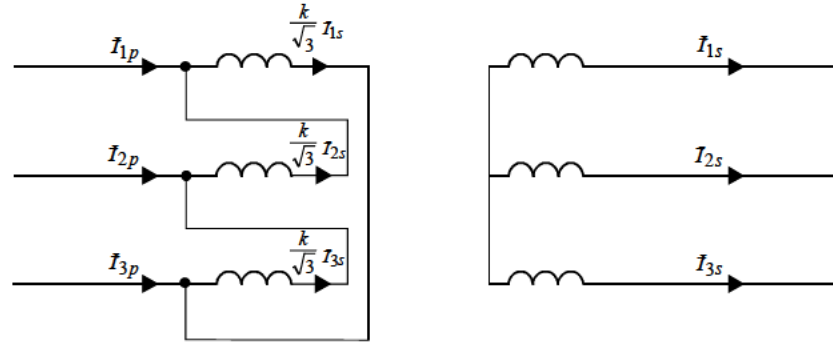 k/√3 Ī1s
Ī1p
Ī1s
k/√3 Ī2s
Ī2p
Ī2s
k/√3 Ī3s
Ī3p
Ī3s